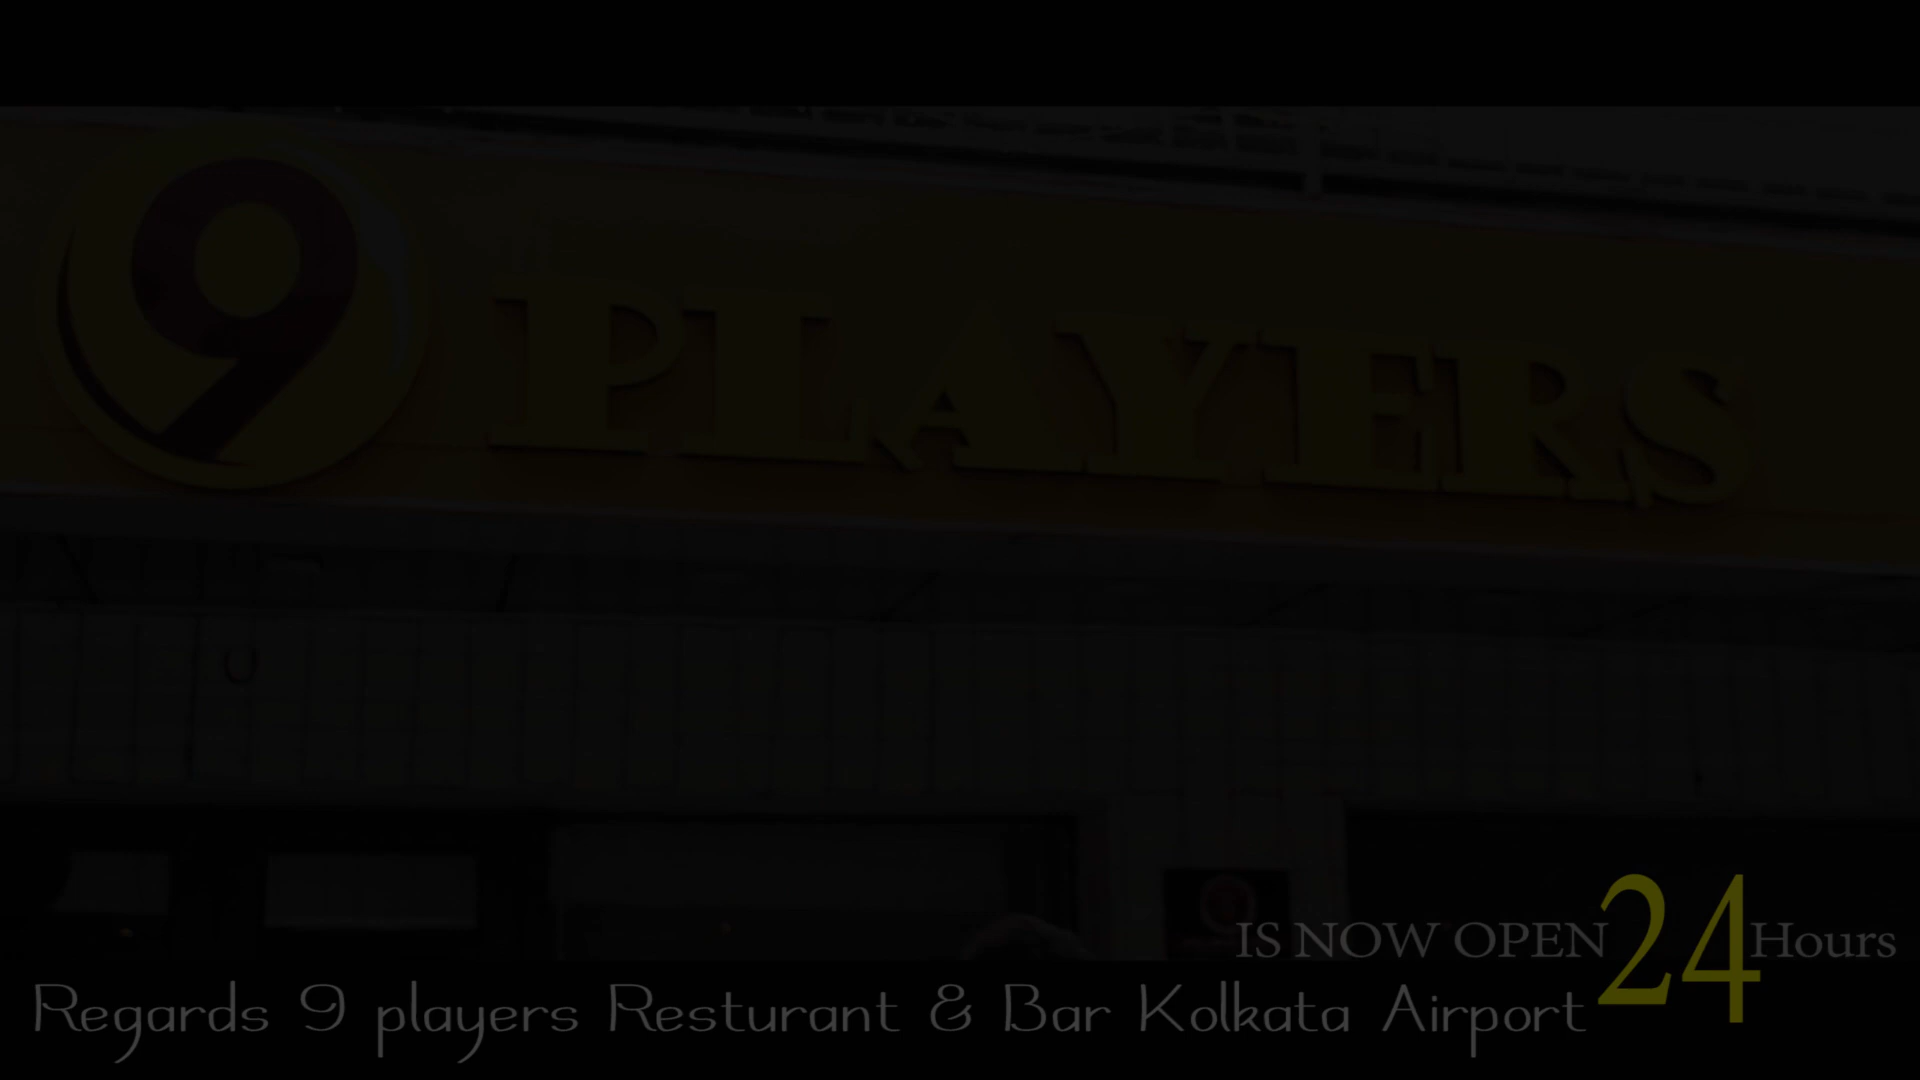 9 PLAYERS
IS NOW OPEN 24 Hours
Regards 9 players Resturant & Bar Kolkata Airport